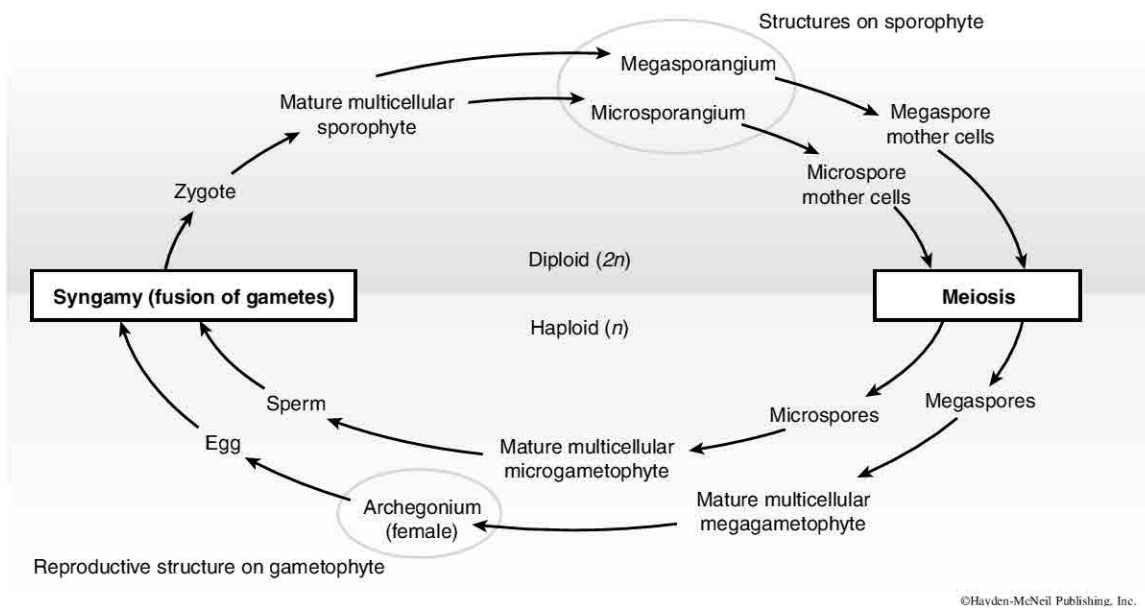 Structures on sporophyte
Megasporangium
Mature multicellular
sporophyte
Microsporangium
Megaspore
mother cells
Microspore
mother cells
Zygote
Diploid (2n)
Syngamy (fusion of gametes)
Meiosis
Haploid (n)
Sperm
Microspores
Megaspores
Egg
Mature multicellular
microgametophyte
Mature multicellular
megagametophyte
Archegonium
(female)
Reproductive structure on gametophyte
©Hayden-McNeil Publishing, Inc.